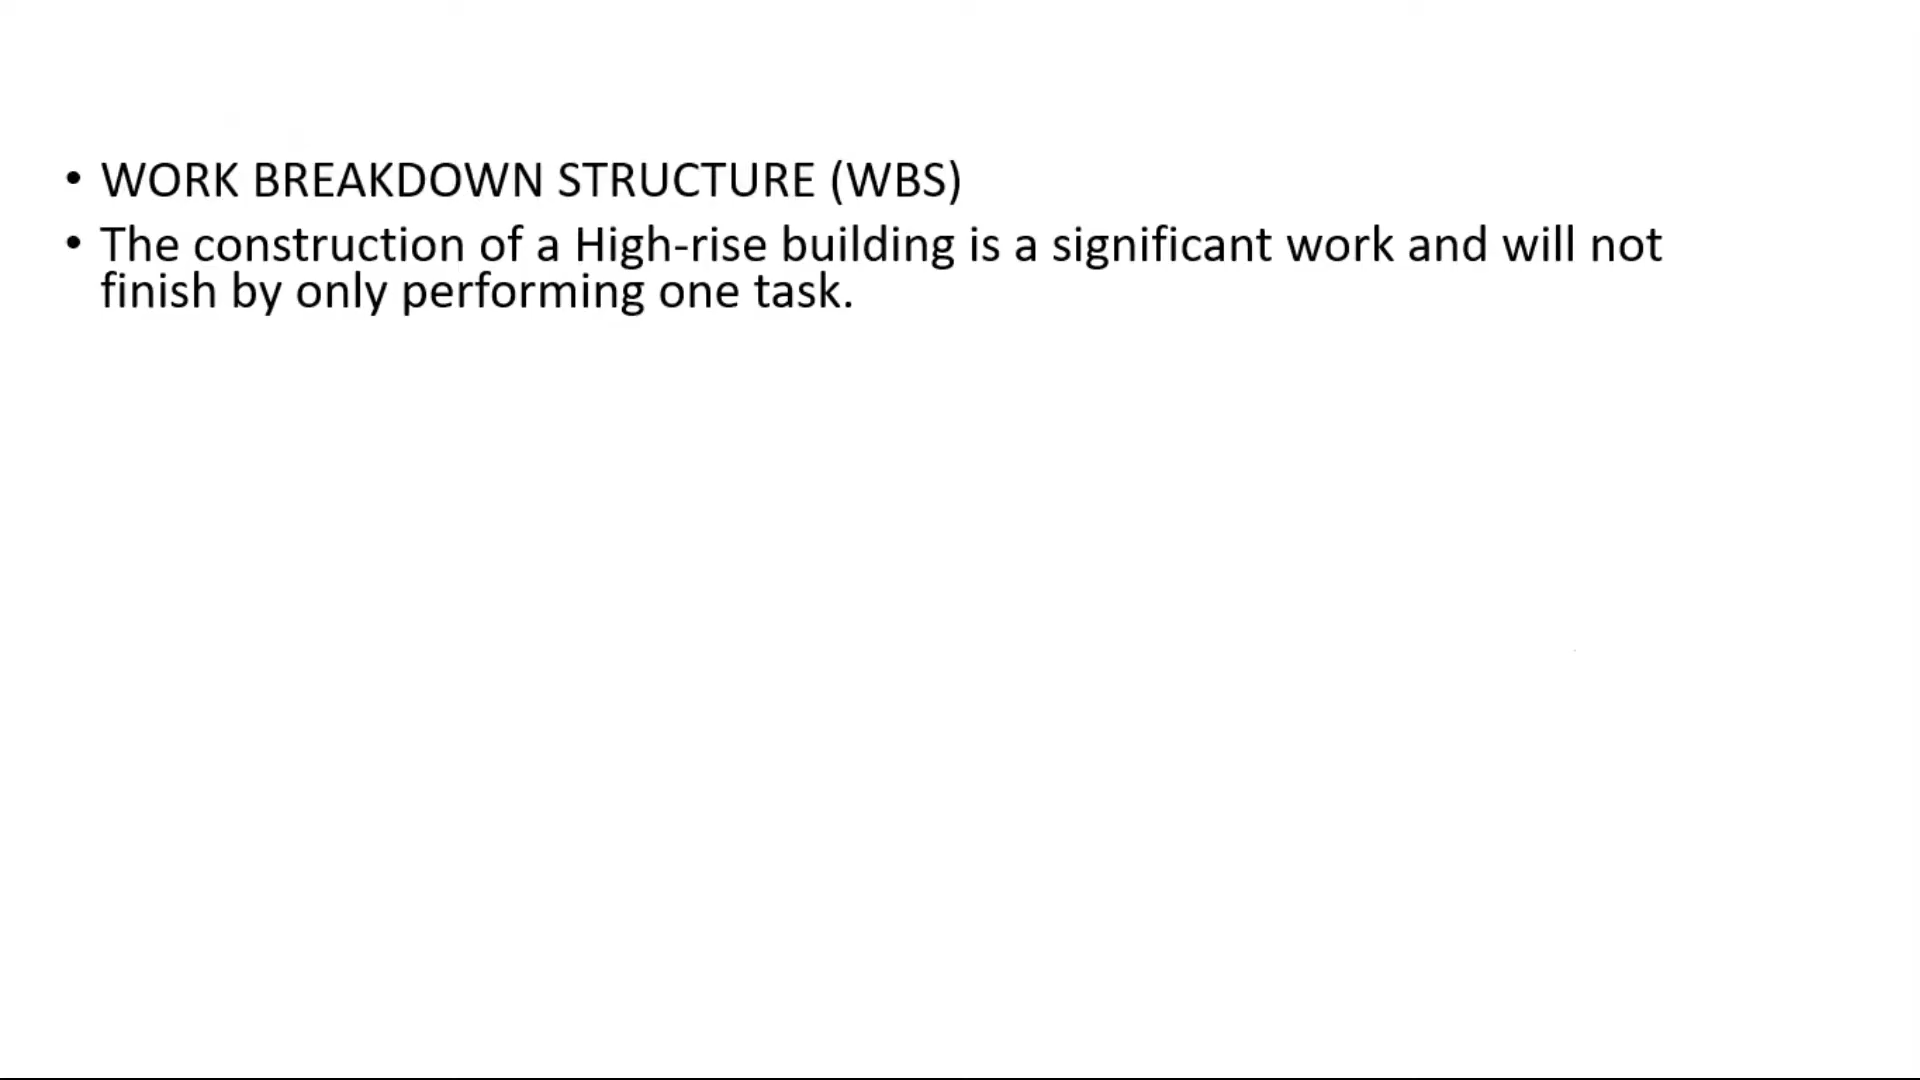 • WORK BREAKDOWN STRUCTURE (WBS)
• The construction of a High-rise building is a significant work and will not
finish by only performing one task.